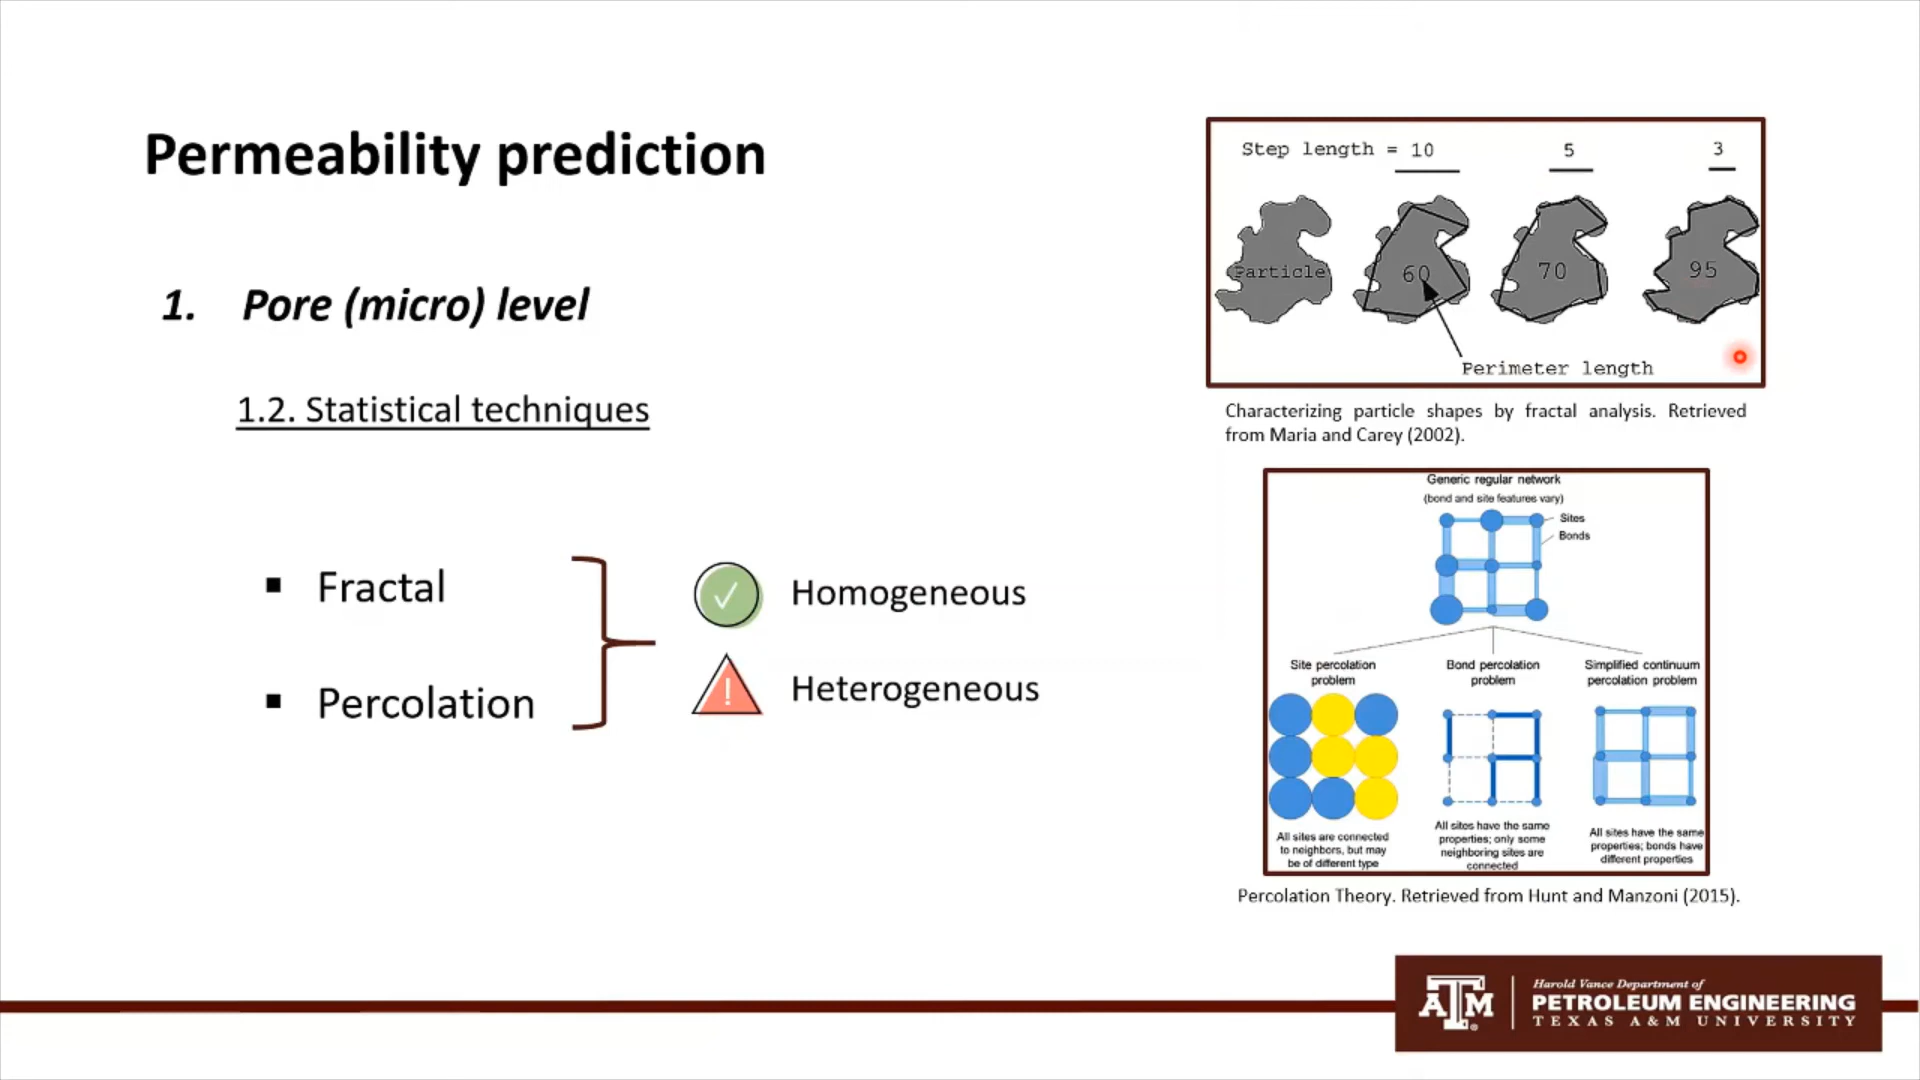 Permeability prediction
1. Pore (micro) level
1.2. Statistical techniques
▪ Fractal
▪ Percolation
Homogeneous
Heterogeneous
Step length = 10 5 3
Particle 60 70 95
Perimeter length
Characterizing particle shapes by fractal analysis. Retrieved
from Maria and Carey (2002).
Generic regular network
(bond and site features vary)
Sites
Bonds
Site percolation
problem
Bond percolation
problem
Simplified continuum
percolation problem
All sites are connected
to neighbors, but may
be of different type
All sites have the same
properties; only some
neighboring sites are
connected
All sites have the same
properties; bonds have
different properties
Percolation Theory. Retrieved from Hunt and Manzoni (2015).
ATM
Harold Vance Department of
PETROLEUM ENGINEERING
TEXAS A&M UNIVERSITY